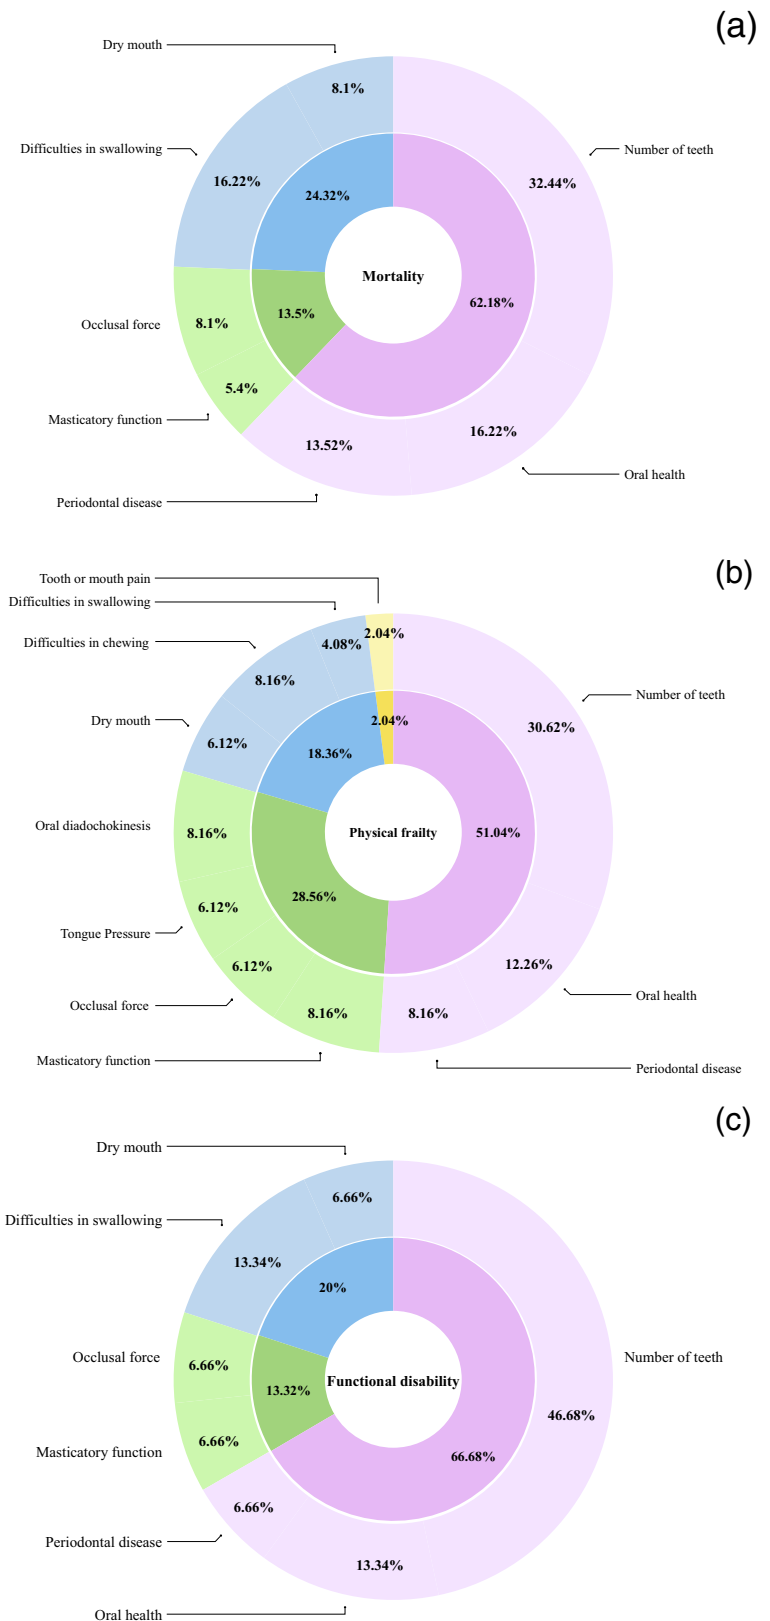 (a)
Dry mouth
8.1%
Number of teeth
Difficulties in swallowing
16.22%
32.44%
24.32%
Mortality
62.18%
13.5%
Occlusal force
8.1%
5.4%
Masticatory function
16.22%
13.52%
Oral health
Periodontal disease
(b)
Tooth or mouth pain
Difficulties in swallowing
2.04%
4.08%
Difficulties in chewing
8.16%
Number of teeth
Dry mouth
2.04%
30.62%
6.12%
18.36%
Oral diadochokinesis
8.16%
Physical frailty
51.04%
28.56%
6.12%
Tongue Pressure
6.12%
12.26%
Oral health
Occlusal force
8.16%
8.16%
Masticatory function
Periodontal disease
(c)
Dry mouth
6.66%
Difficulties in swallowing
13.34%
20%
Occlusal force
6.66%
Number of teeth
Functional disability
13.32%
46.68%
6.66%
Masticatory function
66.68%
6.66%
Periodontal disease
13.34%
Oral health